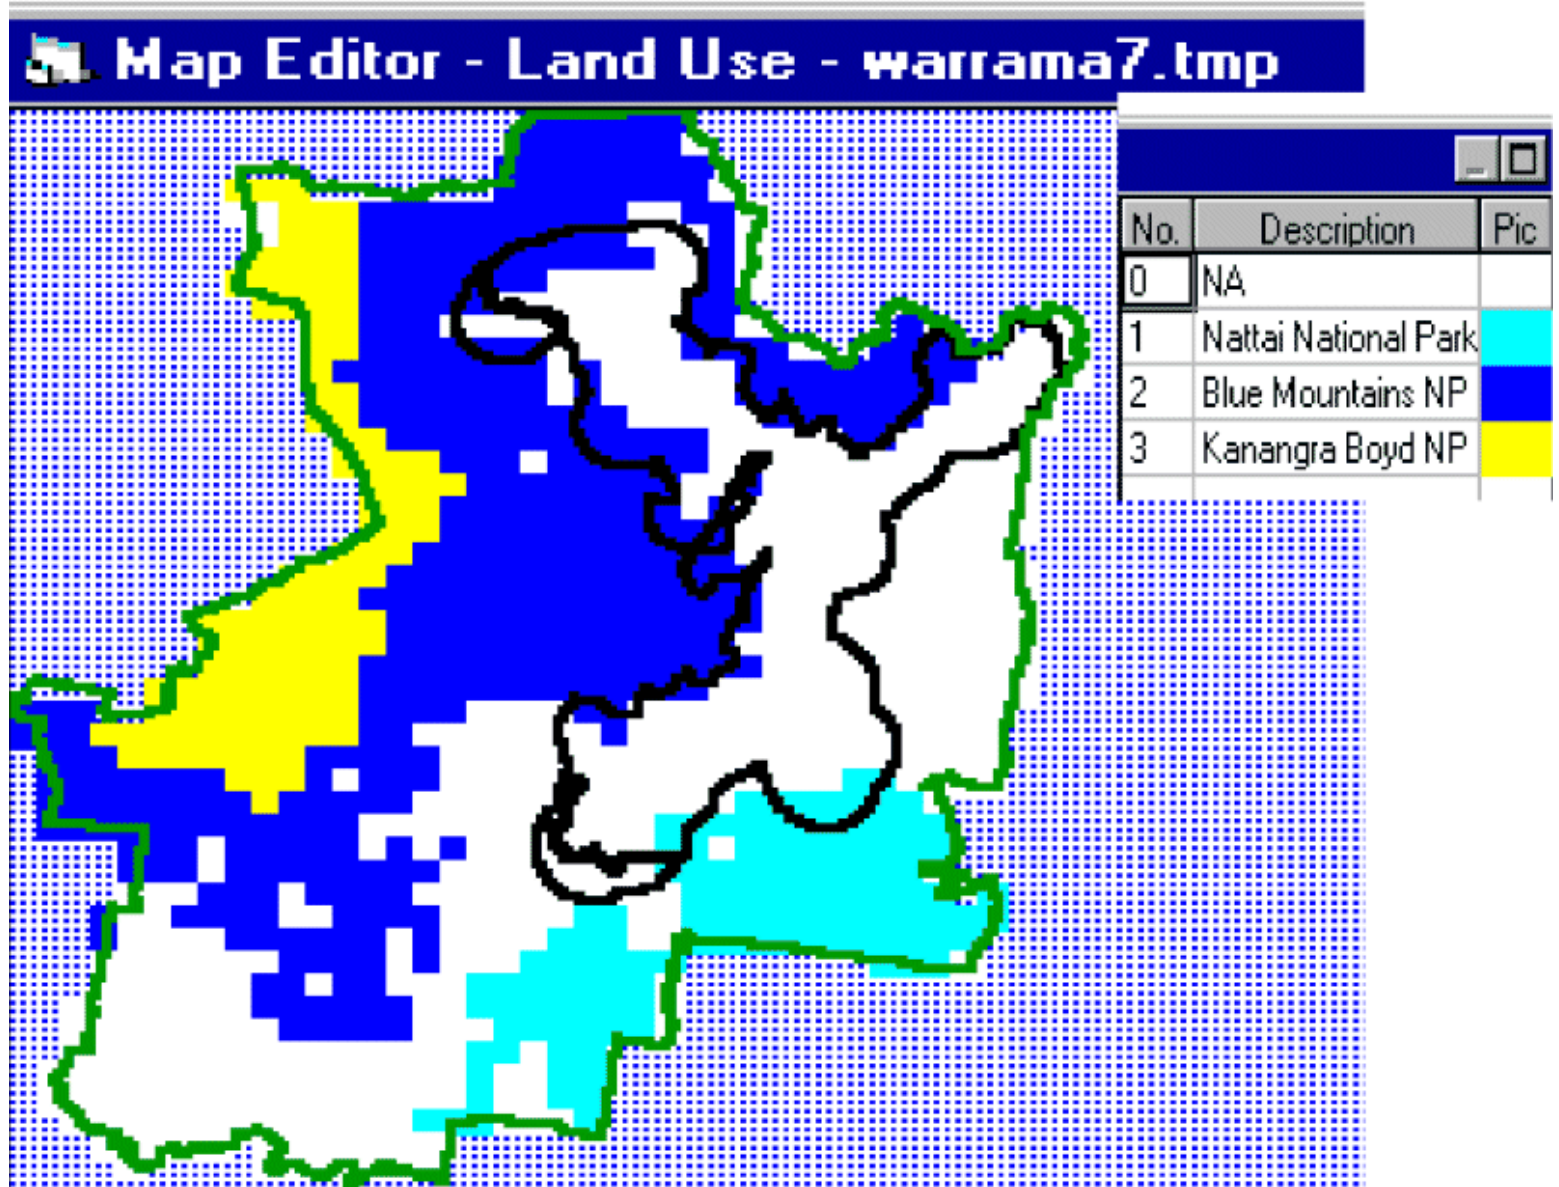 Map Editor - Land Use - warrama7.tmp
No. Description Pic
0 NA
1 Nattai National Park
2 Blue Mountains NP
3 Kanangra Boyd NP